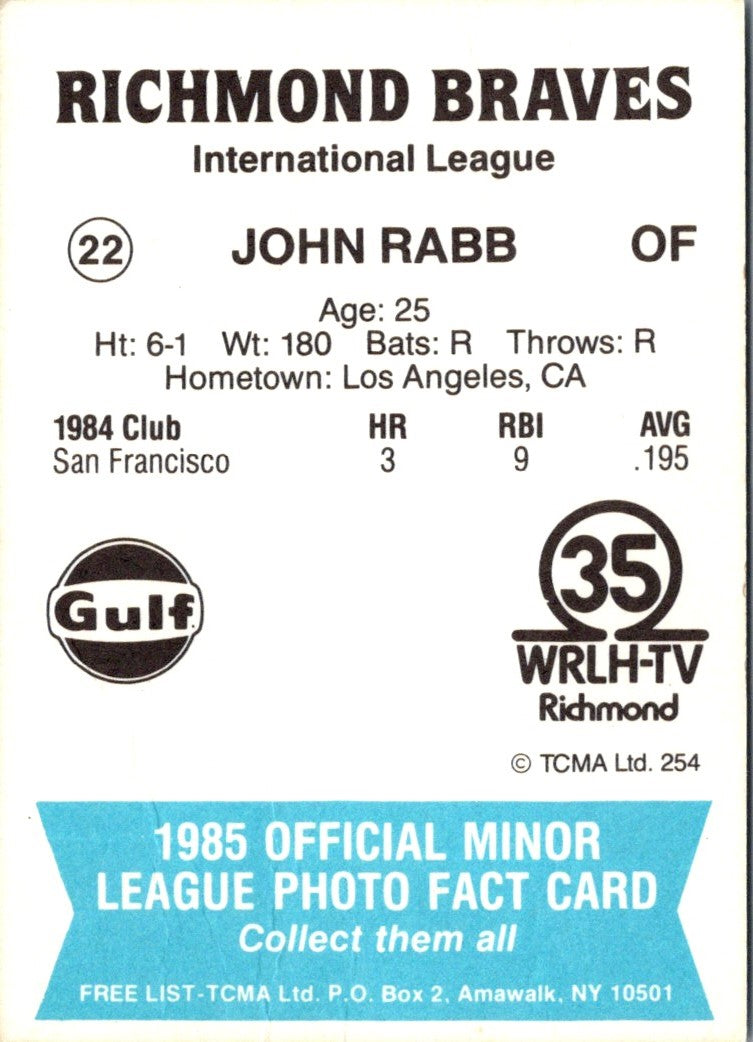 RICHMOND BRAVES
International League
22 JOHN RABB OF
Age: 25
Ht: 6-1 Wt: 180 Bats: R Throws: R
Hometown: Los Angeles, CA
1984 Club HR RBI AVG
San Francisco 3 9 .195
Gulf
35
WRLH-TV
Richmond
© TCMA Ltd. 254
1985 OFFICIAL MINOR
LEAGUE PHOTO FACT CARD
Collect them all
FREE LIST-TCMA Ltd. P.O. Box 2, Amawalk, NY 10501